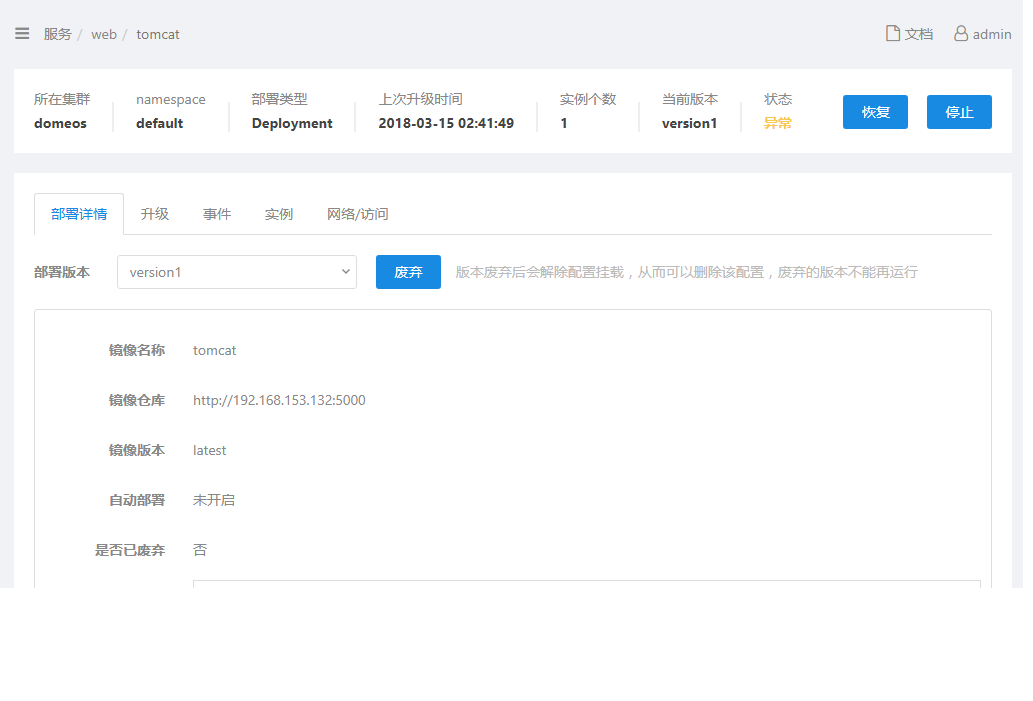 服务 / web / tomcat 文档 admin
所在集群 namespace 部署类型 上次升级时间 实例个数 当前版本 状态
domeos default Deployment 2018-03-15 02:41:49 1 version1 异常 恢复 停止
部署详情 升级 事件 实例 网络/访问
部署版本 version1 废弃 版本废弃后会解除配置挂载，从而可以删除该配置，废弃的版本不能再运行
镜像名称 tomcat
镜像仓库 http://192.168.153.132:5000
镜像版本 latest
自动部署 未开启
是否已废弃 否